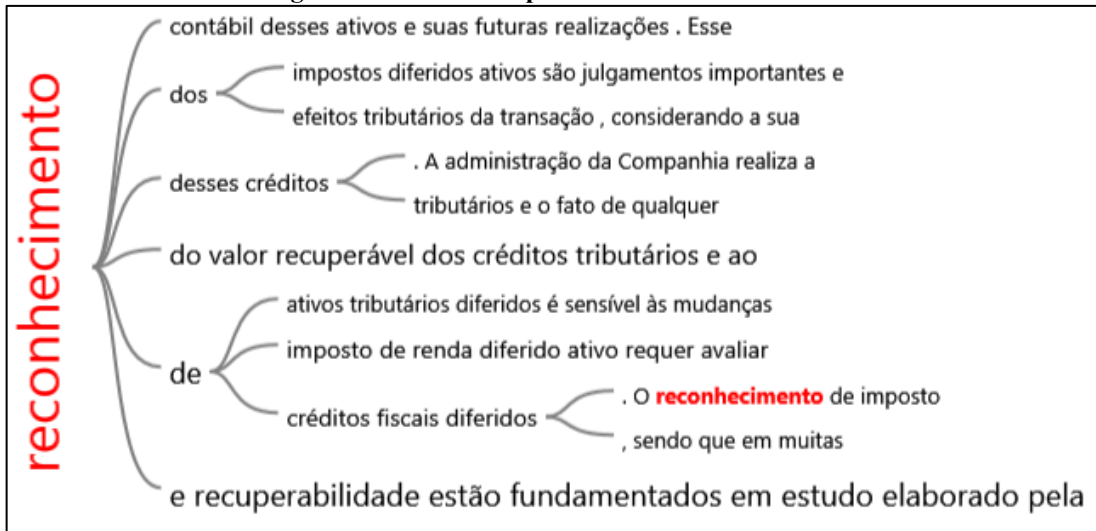 reconhecimento
contábil desses ativos e suas futuras realizações . Esse
dos
impostos diferidos ativos são julgamentos importantes e
efeitos tributários da transação , considerando a sua
desses créditos
. A administração da Companhia realiza a
tributários e o fato de qualquer
do valor recuperável dos créditos tributários e ao
de
ativos tributários diferidos é sensível às mudanças
imposto de renda diferido ativo requer avaliar
créditos fiscais diferidos
. O reconhecimento de imposto
, sendo que em muitas
e recuperabilidade estão fundamentados em estudo elaborado pela